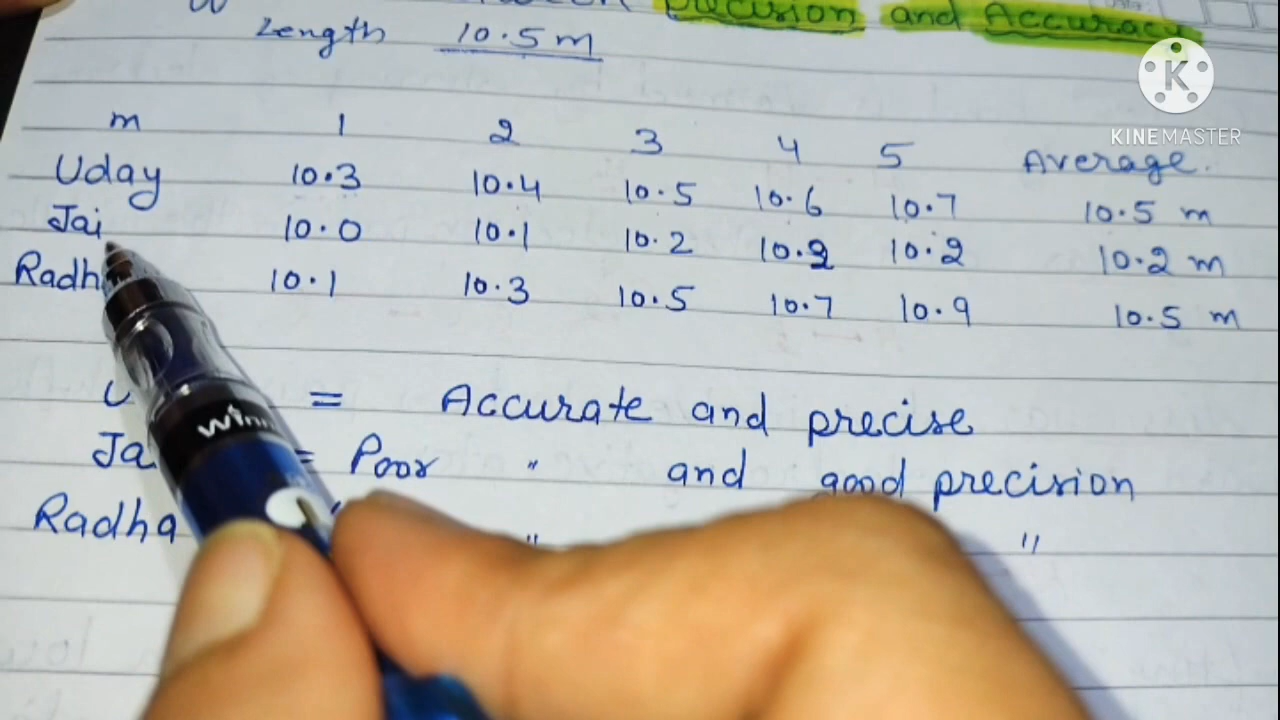 Precision and Accuracy
Length 10.5 m
KINEMASTER
m 1 2 3 4 5 Average.
Uday 10.3 10.4 10.5 10.6 10.7 10.5 m
Jai 10.0 10.1 10.2 10.2 10.2 10.2 m
Radh 10.1 10.3 10.5 10.7 10.9 10.5 m
= Accurate and precise
Ja = Poor " and good precision
Radha " "